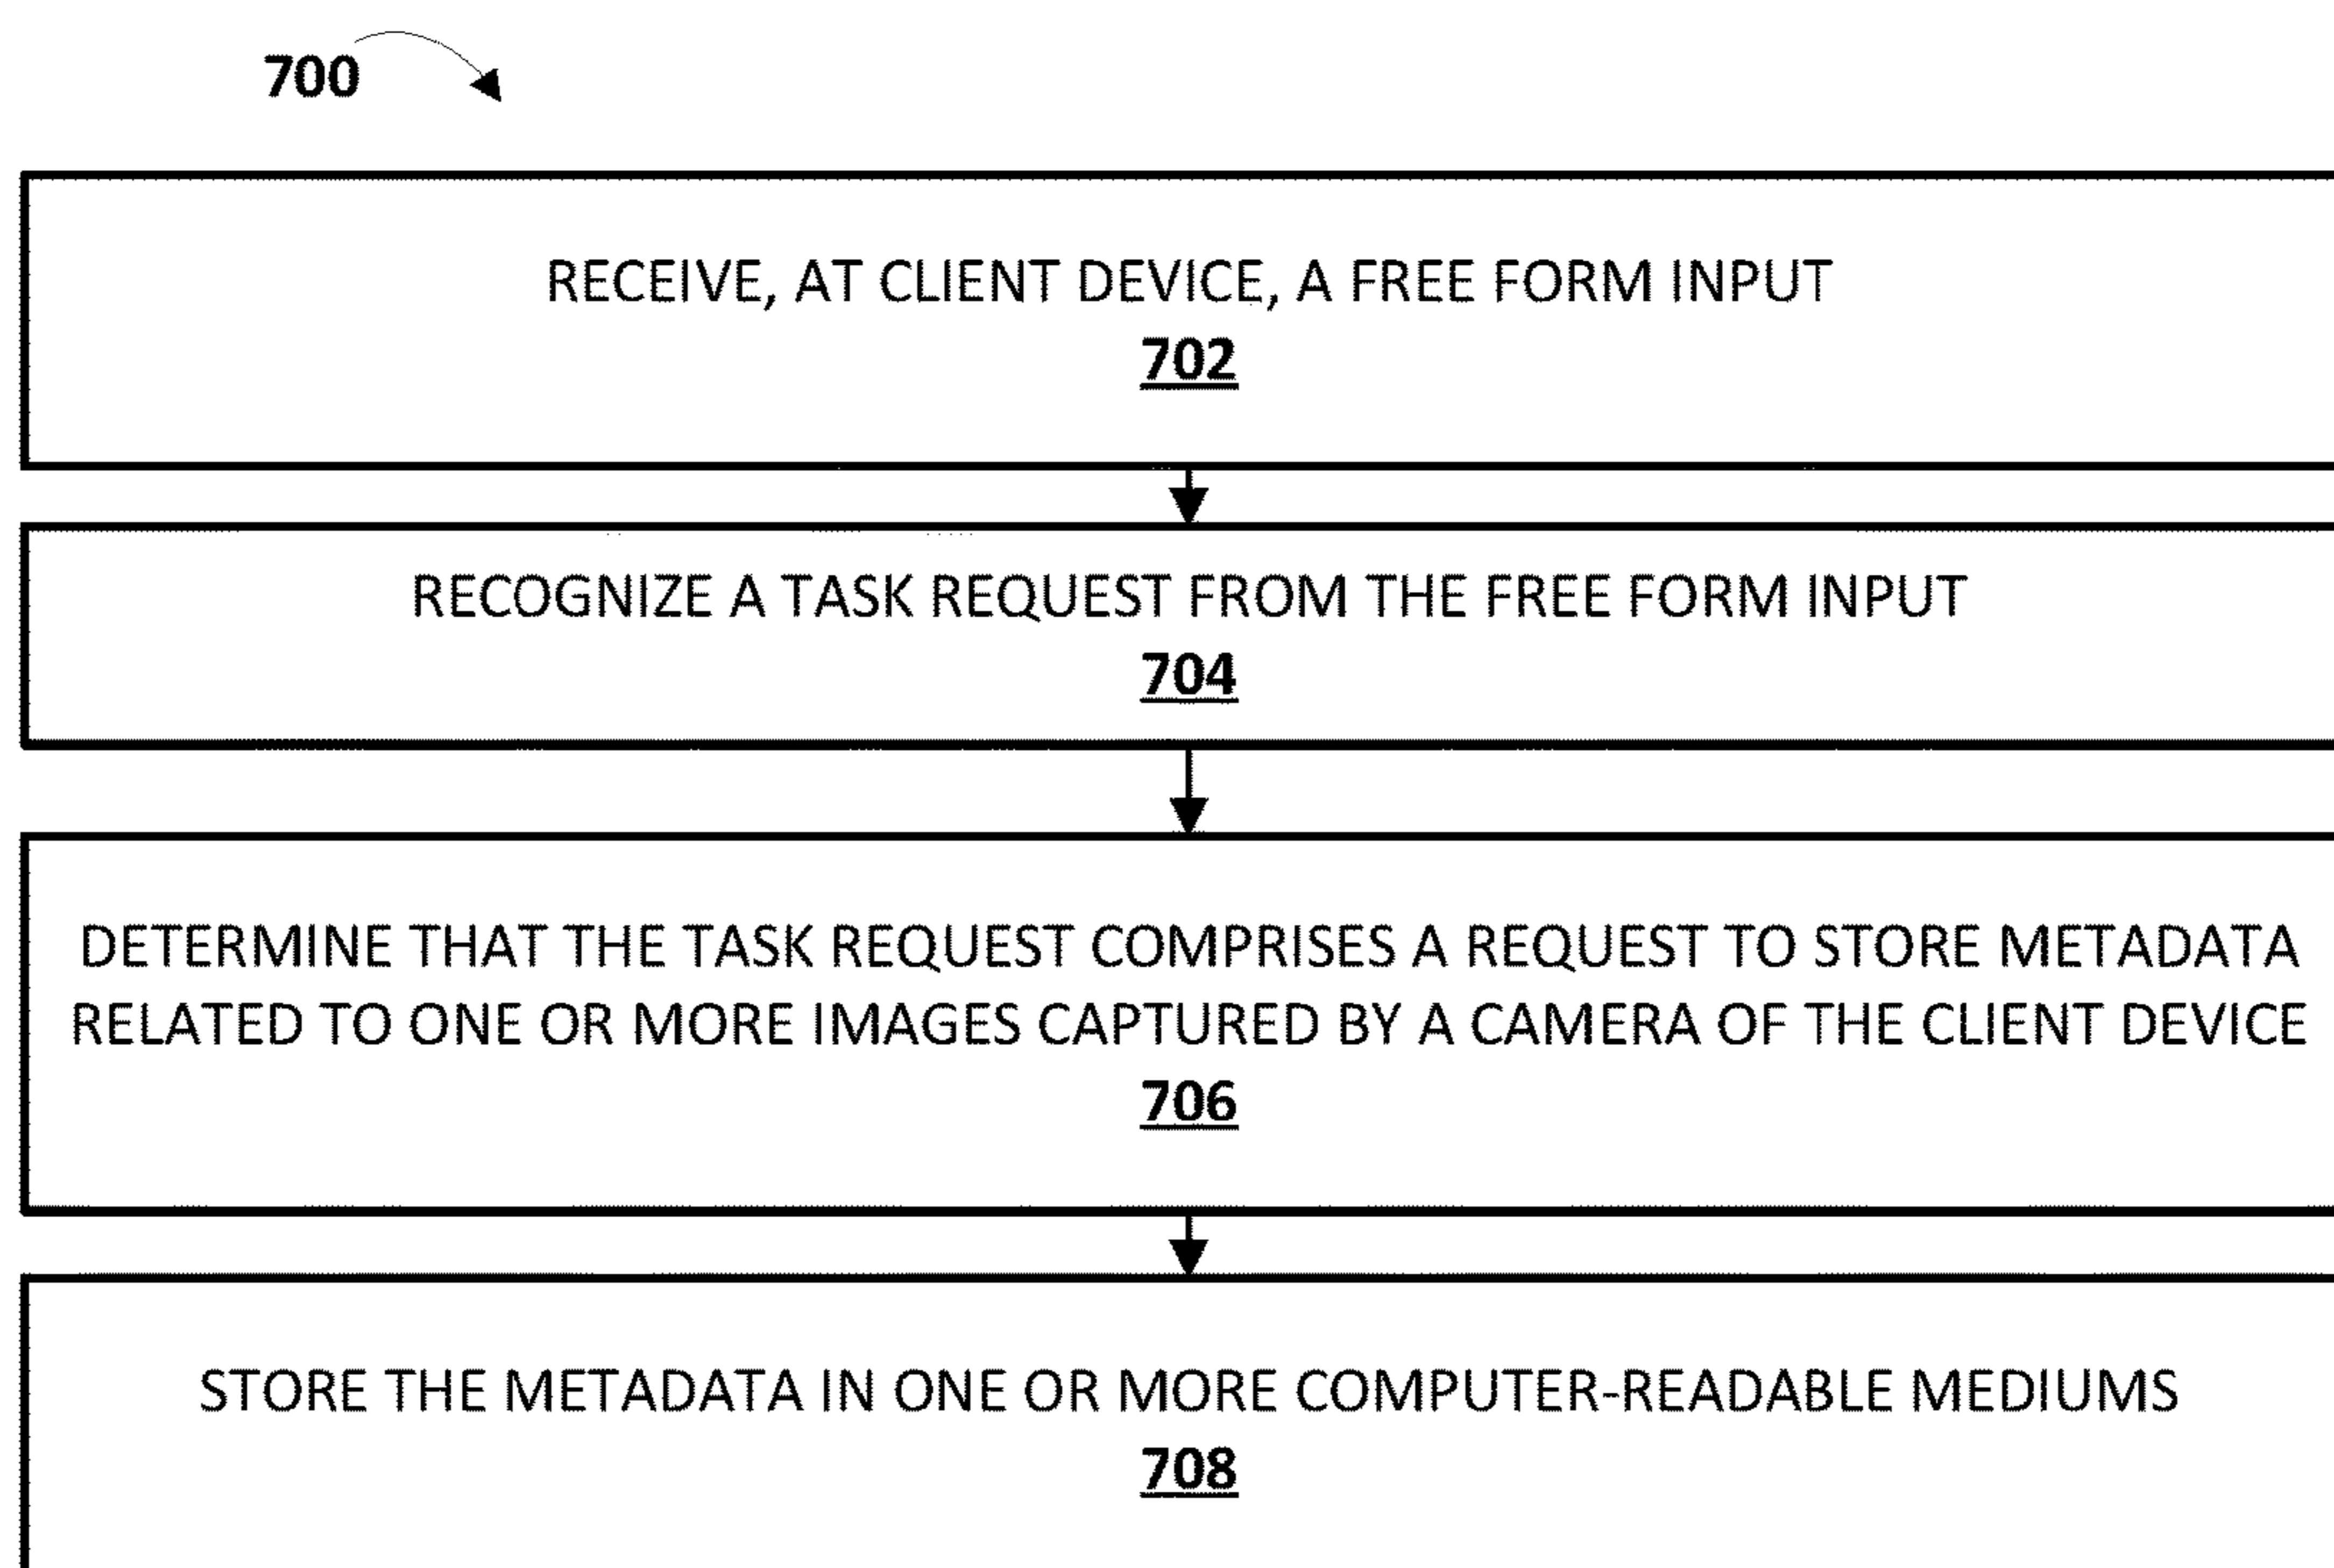 700
RECEIVE, AT CLIENT DEVICE, A FREE FORM INPUT
702
RECOGNIZE A TASK REQUEST FROM THE FREE FORM INPUT
704
DETERMINE THAT THE TASK REQUEST COMPRISES A REQUEST TO STORE METADATA
RELATED TO ONE OR MORE IMAGES CAPTURED BY A CAMERA OF THE CLIENT DEVICE
706
STORE THE METADATA IN ONE OR MORE COMPUTER-READABLE MEDIUMS
708